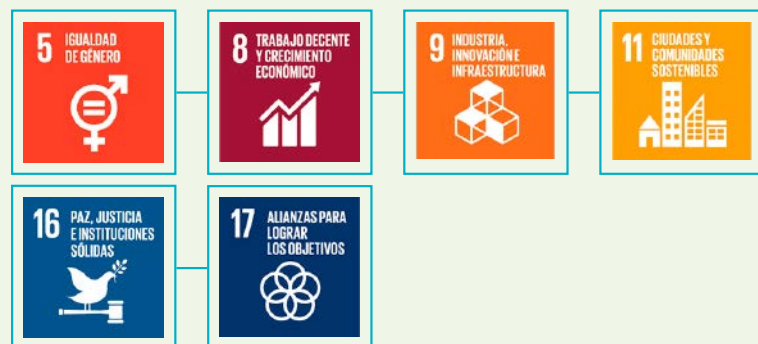 5 IGUALDAD
DE GÉNERO
8 TRABAJO DECENTE
Y CRECIMIENTO
ECONÓMICO
9 INDUSTRIA,
INNOVACIÓN E
INFRAESTRUCTURA
11 CIUDADES Y
COMUNIDADES
SOSTENIBLES
16 PAZ, JUSTICIA
E INSTITUCIONES
SÓLIDAS
17 ALIANZAS PARA
LOGRAR
LOS OBJETIVOS